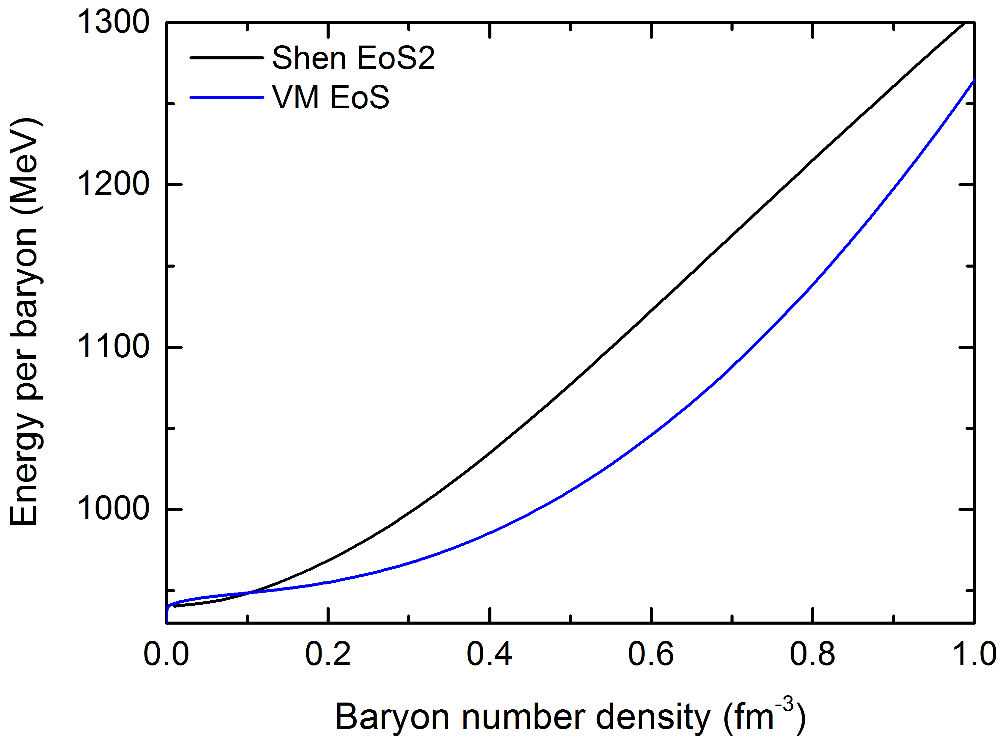 1300
Shen EoS2
VM EoS
1200
1100
1000
Energy per baryon (MeV)
0.0 0.2 0.4 0.6 0.8 1.0
Baryon number density (fm⁻³)